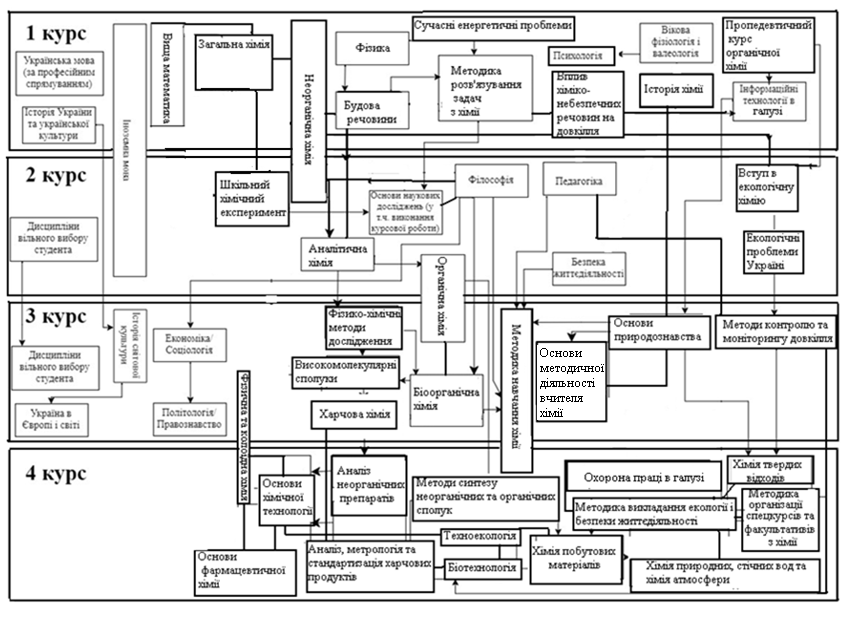 1 курс
Українська мова
(за професійним
спрямуванням)
Історія України
та української
культури
Іноземна мова
Вища математика
Загальна хімія
Неорганічна хімія
Фізика
Будова
речовини
Сучасні енергетичні проблеми
Методика
розв'язування
задач
з хімії
Психологія
Вплив
хіміко-
небезпечних
речовин на
довкілля
Вікова
фізіологія і
валеологія
Історія хімії
Пропедевтичний
курс
органічної
хімії
Інформаційні
технології в
галузі
2 курс
Дисципліни
вільного вибору
студента
Шкільний
хімічний
експеримент
Аналітична
хімія
Основи наукових
досліджень (у
т.ч. виконання
курсової роботи)
Філософія
Органічна хімія
Педагогіка
Безпека
життєдіяльності
Вступ в
екологічну
хімію
Екологічні
проблеми
Україні
3 курс
Дисципліни
вільного вибору
студента
Україна в
Європі і світі
Історія світової
культури
Економіка/
Соціологія
Політологія/
Правознавство
Фізична та колоїдна хімія
Фізико-хімічні
методи
дослідження
Високомолекулярні
сполуки
Харчова хімія
Біоорганічна
хімія
Методика навчання хімії
Основи
методичної
діяльності
вчителя
хімії
Основи
природознавства
Методи контролю та
моніторингу довкілля
4 курс
Основи
хімічної
технології
Основи
фармацевтичної
хімії
Аналіз
неорганічних
препаратів
Аналіз, метрологія та
стандартизація харчових
продуктів
Методи синтезу
неорганічних та органічних
сполук
Техноекологія
Біотехнологія
Охорона праці в галузі
Методика викладання екології і
безпеки життєдіяльності
Хімія побутових
матеріалів
Хімія твердих
відходів
Методика
організації
спецкурсів та
факультативів
з хімії
Хімія природних, стічних вод та
хімія атмосфери